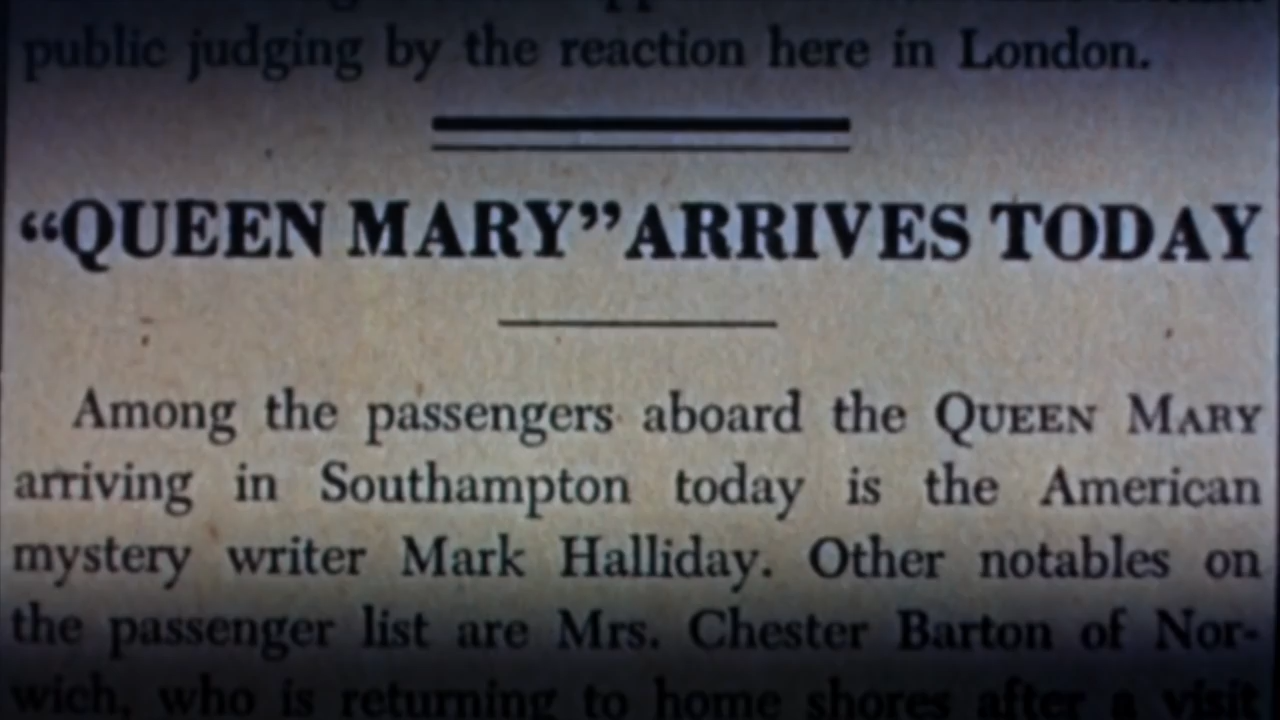 public judging by the reaction here in London.
“QUEEN MARY” ARRIVES TODAY
Among the passengers aboard the QUEEN MARY
arriving in Southampton today is the American
mystery writer Mark Halliday. Other notables on
the passenger list are Mrs. Chester Barton of Nor-
wich, who is returning to home shores after a visit